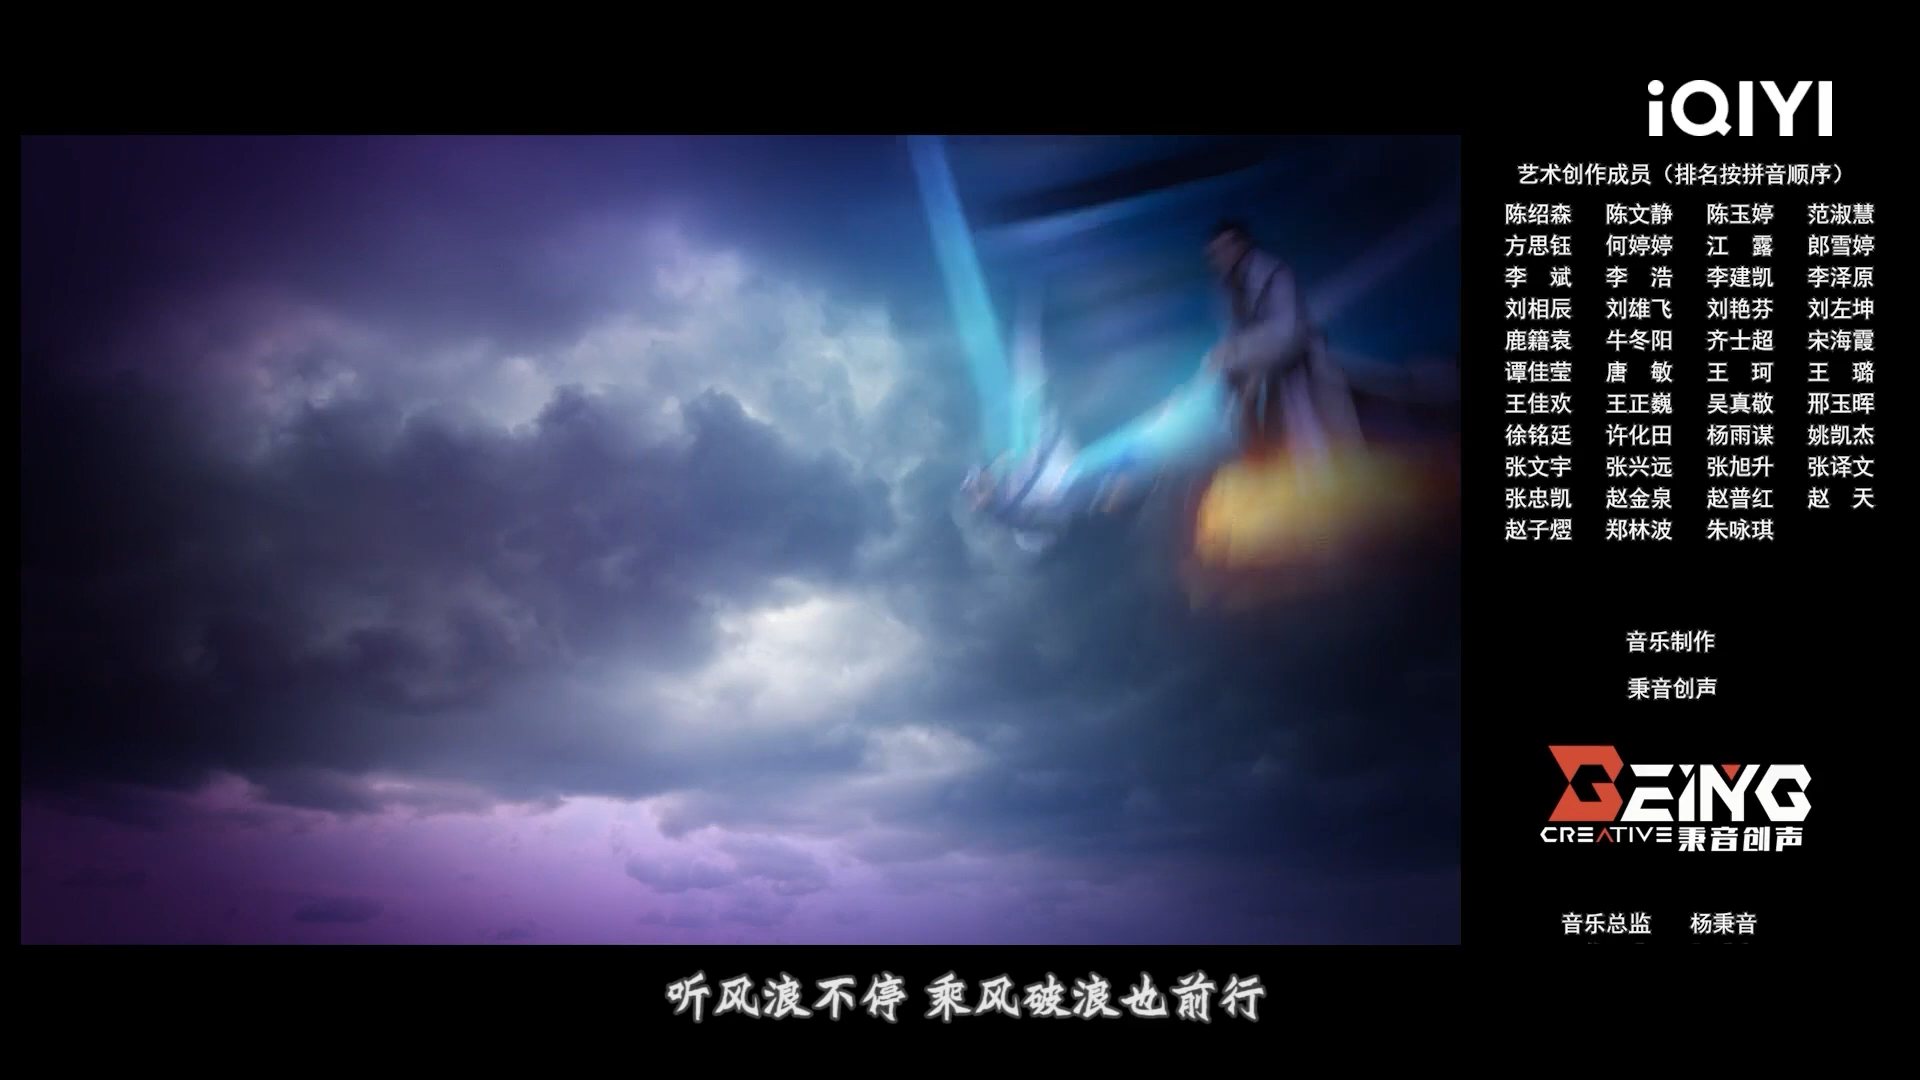 iQIYI
艺术创作成员（排名按拼音顺序）
陈绍森 陈文静 陈玉婷 范淑慧
方思钰 何婷婷 江 露 郎雪婷
李 斌 李 浩 李建凯 李泽原
刘相辰 刘雄飞 刘艳芬 刘左坤
鹿籍袁 牛冬阳 齐士超 宋海霞
谭佳莹 唐 敏 王 珂 王 璐
王佳欢 王正巍 吴真敬 邢玉晖
徐铭廷 许化田 杨雨谋 姚凯杰
张文宇 张兴远 张旭升 张译文
张忠凯 赵金泉 赵普红 赵 天
赵子熠 郑林波 朱咏琪
音乐制作
秉音创声
BEING
CREATIVE 秉音创声
音乐总监 杨秉音
听风浪不停 乘风破浪也前行